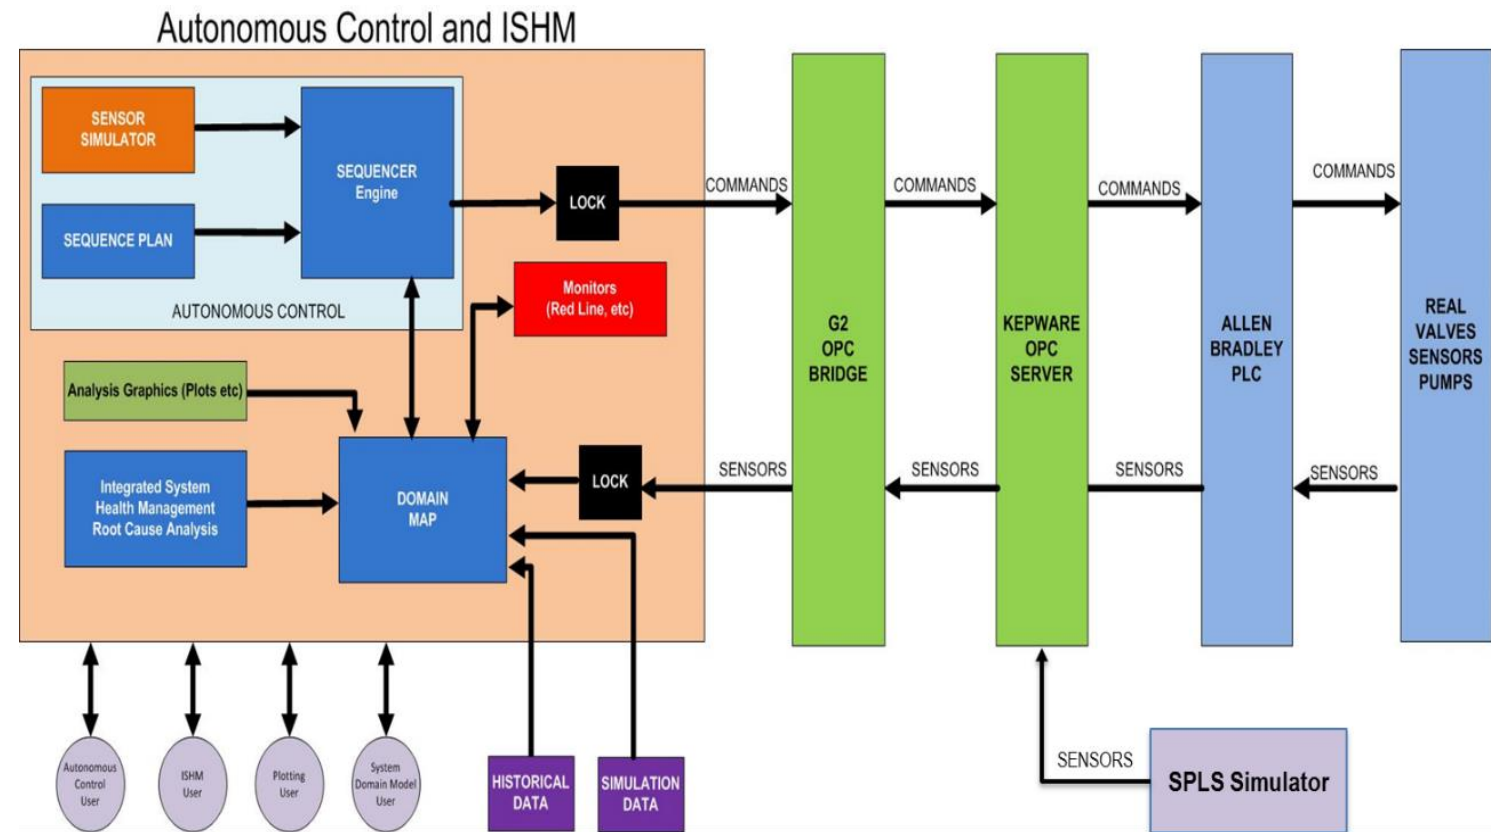 Autonomous Control and ISHM
SENSOR
SIMULATOR
SEQUENCER
Engine
SEQUENCE PLAN
AUTONOMOUS CONTROL
LOCK
Monitors
(Red Line, etc)
Analysis Graphics (Plots etc)
Integrated System
Health Management
Root Cause Analysis
DOMAIN
MAP
LOCK
COMMANDS
SENSORS
G2
OPC
BRIDGE
COMMANDS
SENSORS
KEPWARE
OPC
SERVER
COMMANDS
SENSORS
ALLEN
BRADLEY
PLC
COMMANDS
SENSORS
REAL
VALVES
SENSORS
PUMPS
Autonomous
Control
User
ISHM
User
Plotting
User
System
Domain Model
User
HISTORICAL
DATA
SIMULATION
DATA
SENSORS
SPLS Simulator